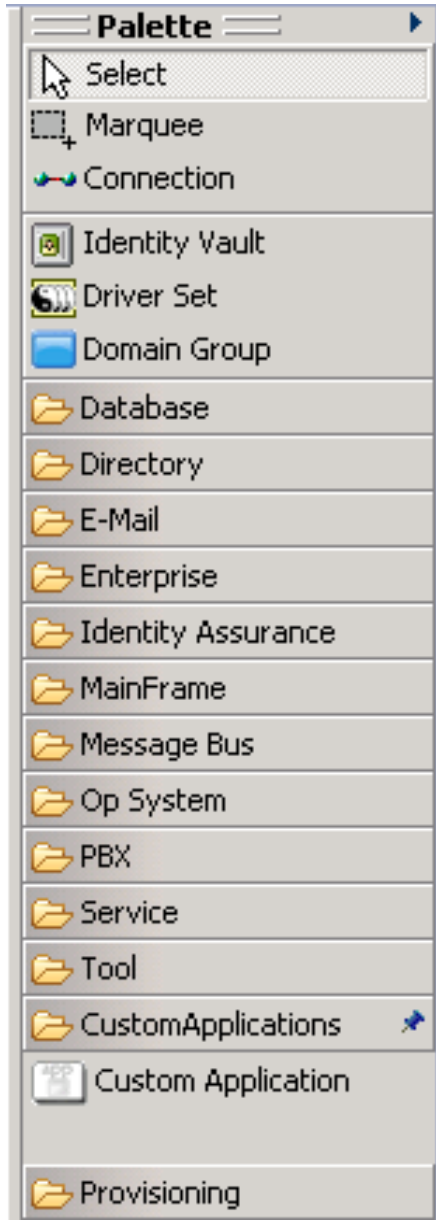 Palette
Select
Marquee
Connection
Identity Vault
Driver Set
Domain Group
Database
Directory
E-Mail
Enterprise
Identity Assurance
MainFrame
Message Bus
Op System
PBX
Service
Tool
CustomApplications
Custom Application
Provisioning